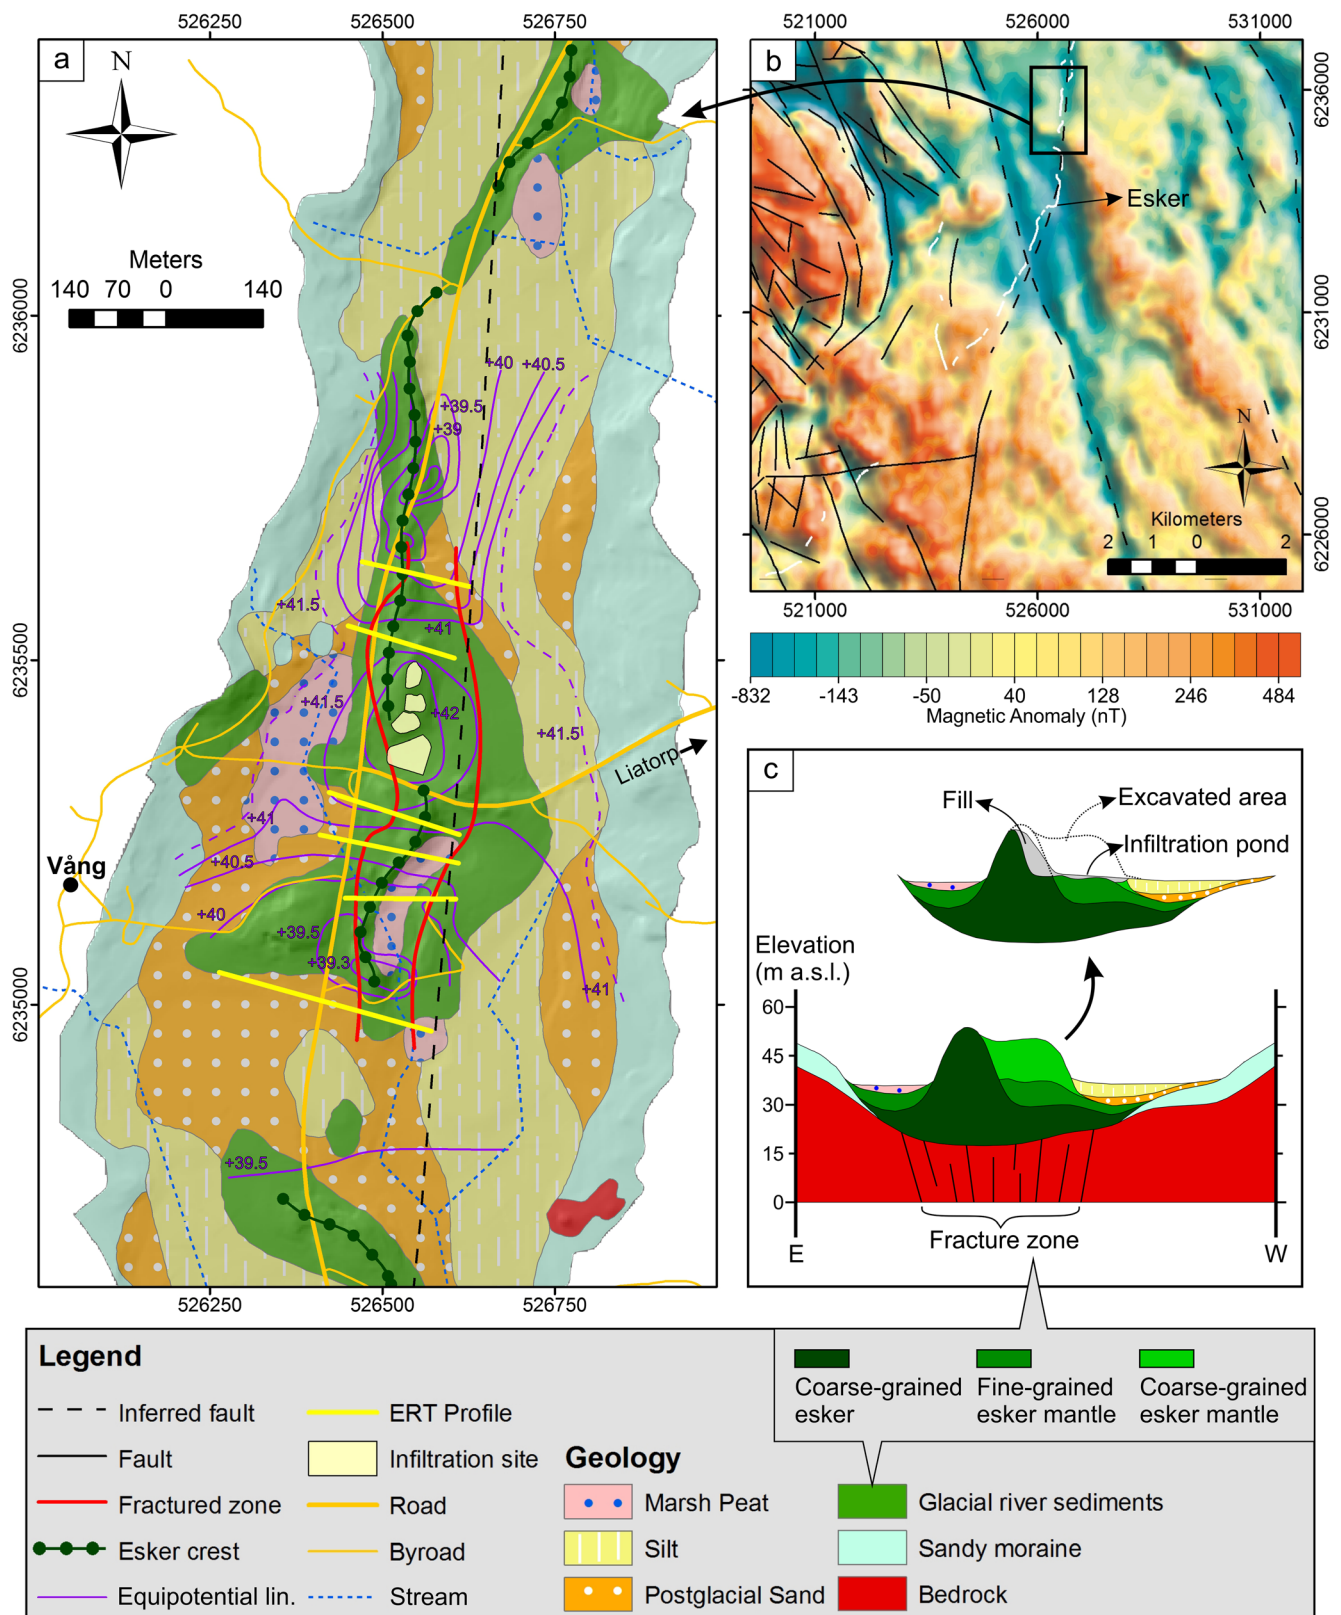 526250 526500 526750
a
N
Meters
140 70 0 140
6236000
6235500
6235000
+40 +40.5
+39.5
+39
+41.5
+41
+41.5
+42
+41.5
Liatorp
+41
+40.5
Vång
+40
+39.5
+39.3
+41
+39.5
526250 526500 526750
521000 526000 531000
b
6236000
6231000
6226000
Esker
N
Kilometers
2 1 0 2
521000 526000 531000
-832 -143 -50 40 128 246 484
Magnetic Anomaly (nT)
c
Fill
Excavated area
Infiltration pond
Elevation
(m a.s.l.)
60
45
30
15
0
Fracture zone
E W
Legend
Inferred fault
Fault
Fractured zone
Esker crest
Equipotential lin.
ERT Profile
Infiltration site
Road
Byroad
Stream
Coarse-grained
esker
Fine-grained
esker mantle
Coarse-grained
esker mantle
Geology
Marsh Peat
Silt
Postglacial Sand
Glacial river sediments
Sandy moraine
Bedrock